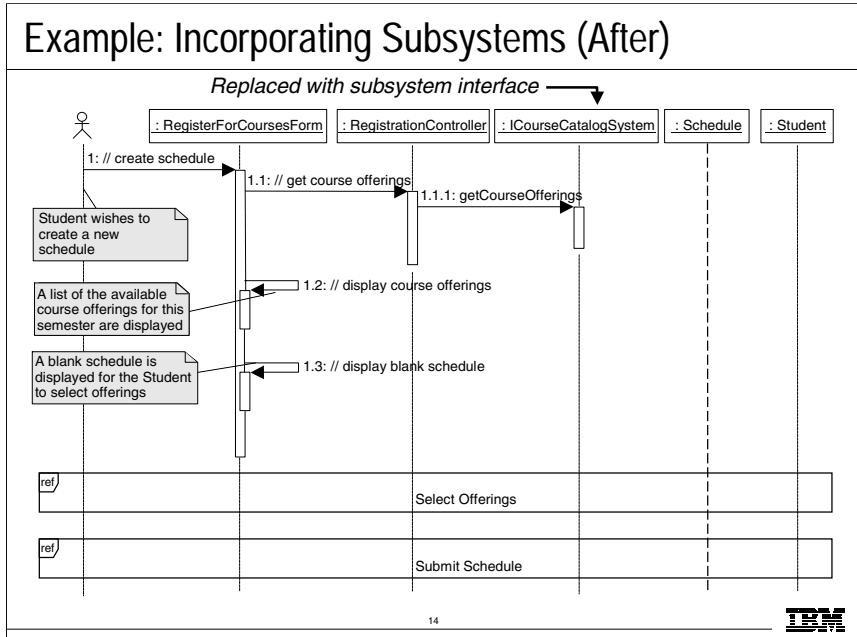 Example: Incorporating Subsystems (After)
Replaced with subsystem interface
: RegisterForCoursesForm
: RegistrationController
: ICourseCatalogSystem
: Schedule
: Student
1: // create schedule
1.1: // get course offerings
1.1.1: getCourseOfferings
Student wishes to
create a new
schedule
1.2: // display course offerings
A list of the available
course offerings for this
semester are displayed
1.3: // display blank schedule
A blank schedule is
displayed for the Student
to select offerings
ref
Select Offerings
ref
Submit Schedule
14
IBM